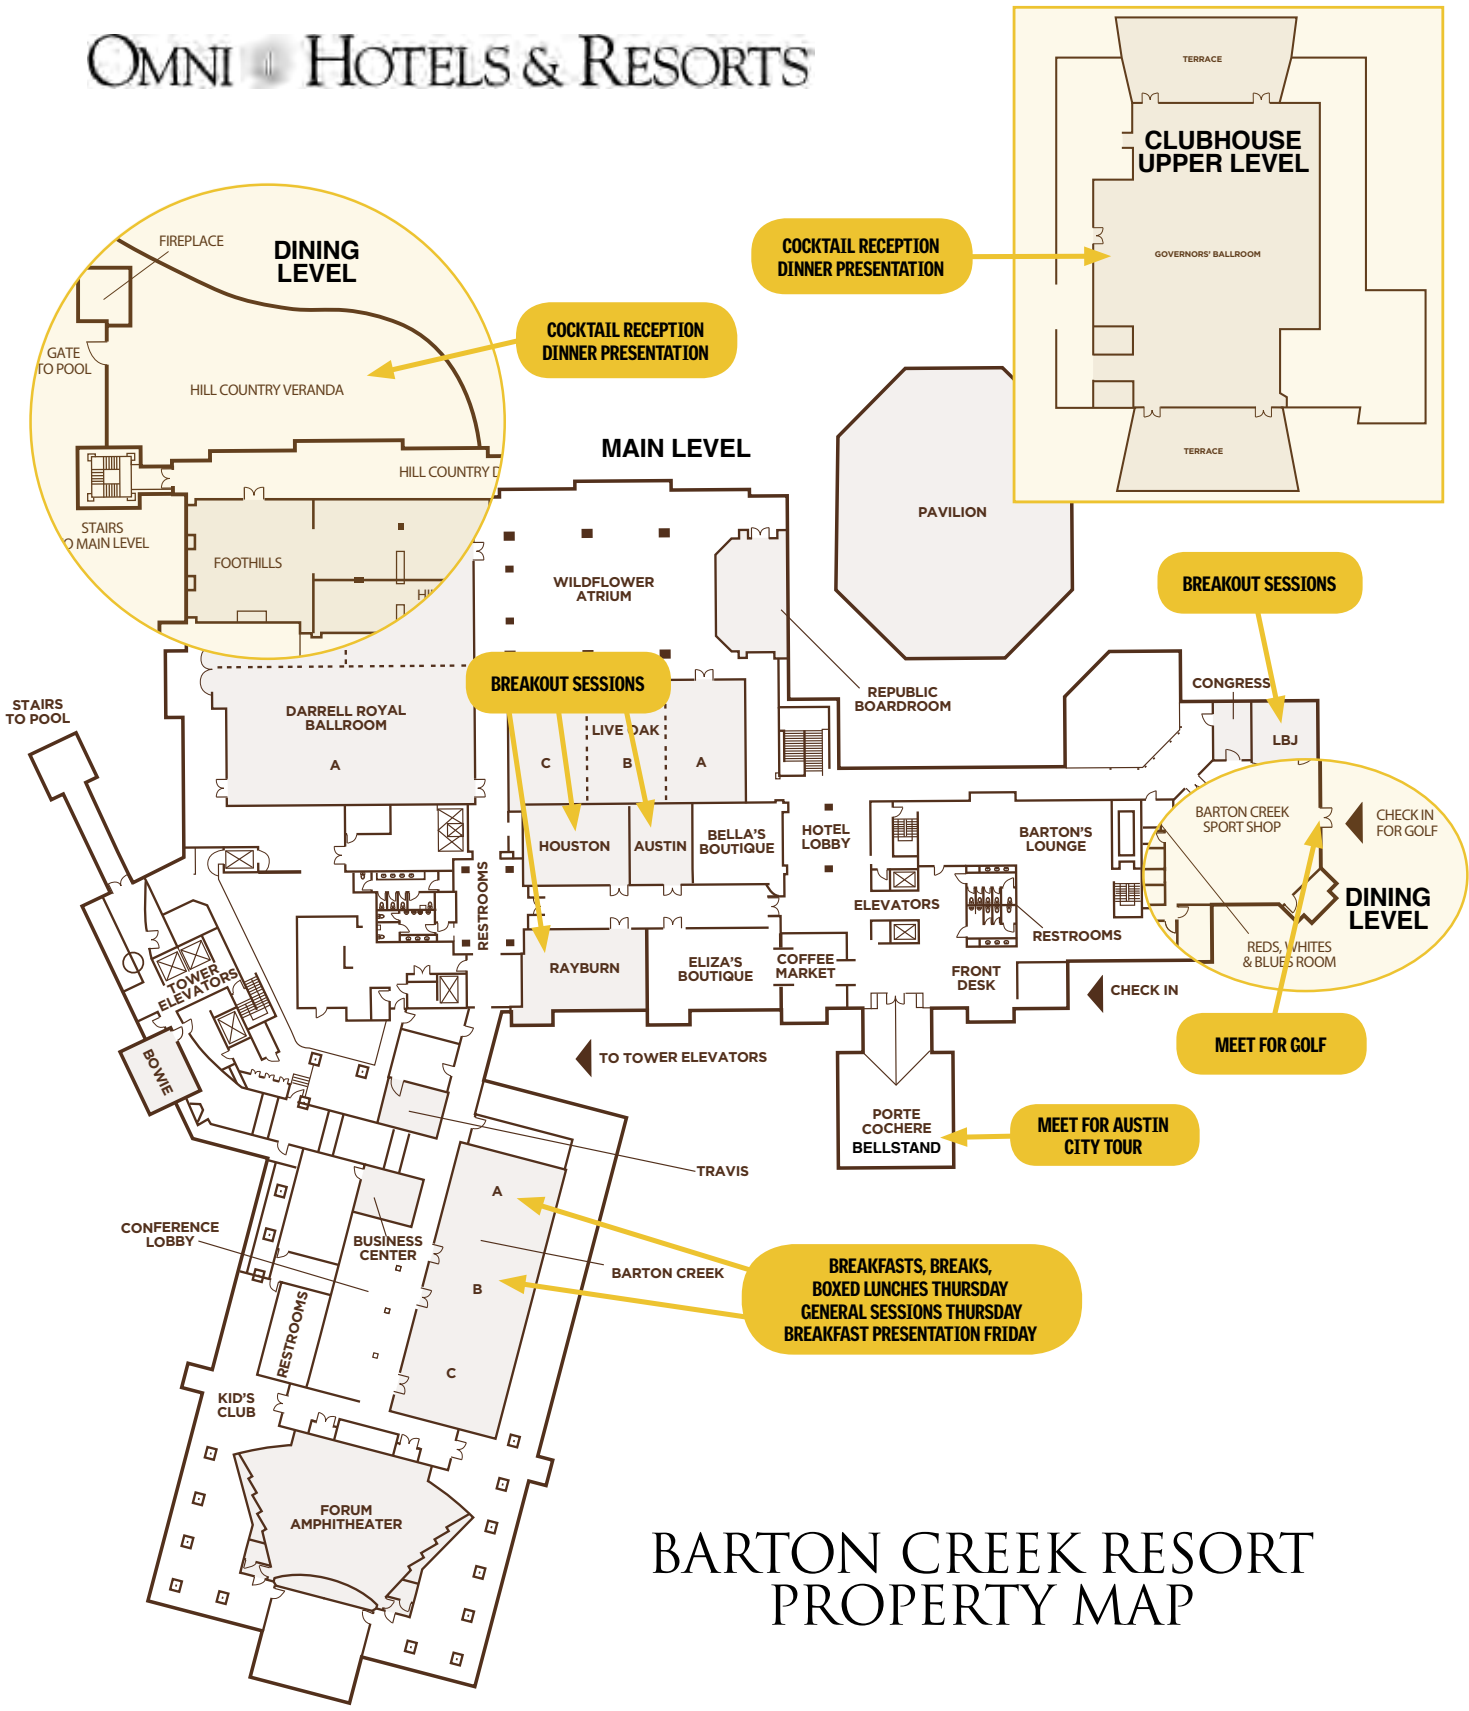 OMNI HOTELS & RESORTS
TERRACE
CLUBHOUSE
UPPER LEVEL
GOVERNORS' BALLROOM
TERRACE
COCKTAIL RECEPTION
DINNER PRESENTATION
FIREPLACE
DINING
LEVEL
COCKTAIL RECEPTION
DINNER PRESENTATION
GATE
TO POOL
HILL COUNTRY VERANDA
HILL COUNTRY D
STAIRS
O MAIN LEVEL
FOOTHILLS
HI
MAIN LEVEL
PAVILION
WILDFLOWER
ATRIUM
REPUBLIC
BOARDROOM
BREAKOUT SESSIONS
CONGRESS
LBJ
BREAKOUT SESSIONS
STAIRS
TO POOL
DARRELL ROYAL
BALLROOM
A
LIVE OAK
C
B
A
HOUSTON
AUSTIN
BELLA'S
BOUTIQUE
HOTEL
LOBBY
BARTON'S
LOUNGE
BARTON CREEK
SPORT SHOP
CHECK IN
FOR GOLF
DINING
LEVEL
RESTROOMS
ELEVATORS
RESTROOMS
REDS, WHITES
& BLUES ROOM
RAYBURN
ELIZA'S
BOUTIQUE
COFFEE
MARKET
FRONT
DESK
CHECK IN
TOWER
ELEVATORS
MEET FOR GOLF
BOWIE
TO TOWER ELEVATORS
PORTE
COCHERE
BELLSTAND
MEET FOR AUSTIN
CITY TOUR
TRAVIS
A
CONFERENCE
LOBBY
BUSINESS
CENTER
BARTON CREEK
B
BREAKFASTS, BREAKS,
BOXED LUNCHES THURSDAY
GENERAL SESSIONS THURSDAY
BREAKFAST PRESENTATION FRIDAY
RESTROOMS
C
KID'S
CLUB
FORUM
AMPHITHEATER
BARTON CREEK RESORT
PROPERTY MAP